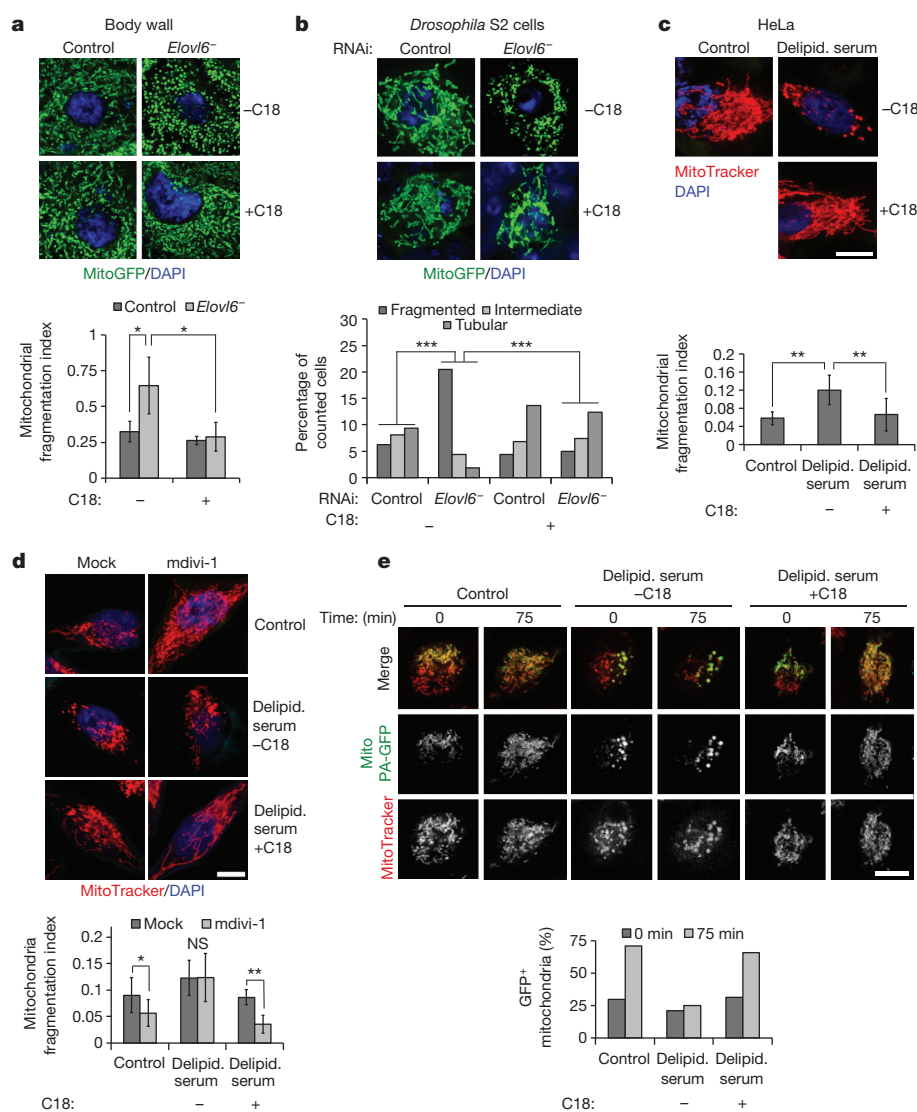 a
Body wall
Control Elovl6–
–C18
+C18
MitoGFP/DAPI
Control Elovl6–
Mitochondrial
fragmentation index
1
0.75
0.5
0.25
0
* *
C18: – +
b
Drosophila S2 cells
RNAi: Control Elovl6–
–C18
+C18
MitoGFP/DAPI
Fragmented Intermediate
Tubular
Percentage of
counted cells
30
25
20
15
10
5
0
*** ***
RNAi: Control Elovl6– Control Elovl6–
C18: – +
c
HeLa
Control Delipid. serum
–C18
MitoTracker
DAPI
+C18
Mitochondrial
fragmentation index
0.2
0.16
0.12
0.08
0.04
0
** **
Control Delipid. Delipid.
serum serum
C18: – +
d
Mock mdivi-1
Control
Delipid.
serum
–C18
Delipid.
serum
+C18
MitoTracker/DAPI
Mock mdivi-1
Mitochondria
fragmentation index
0.2
0.15
0.1
0.05
0
* NS **
Control Delipid. Delipid.
serum serum
C18: – +
e
Control
Delipid. serum
–C18
Delipid. serum
+C18
Time: (min) 0 75 0 75 0 75
Merge
Mito
PA-GFP
MitoTracker
0 min 75 min
GFP+
mitochondria (%)
75
50
25
0
Control Delipid. Delipid.
serum serum
C18: – +